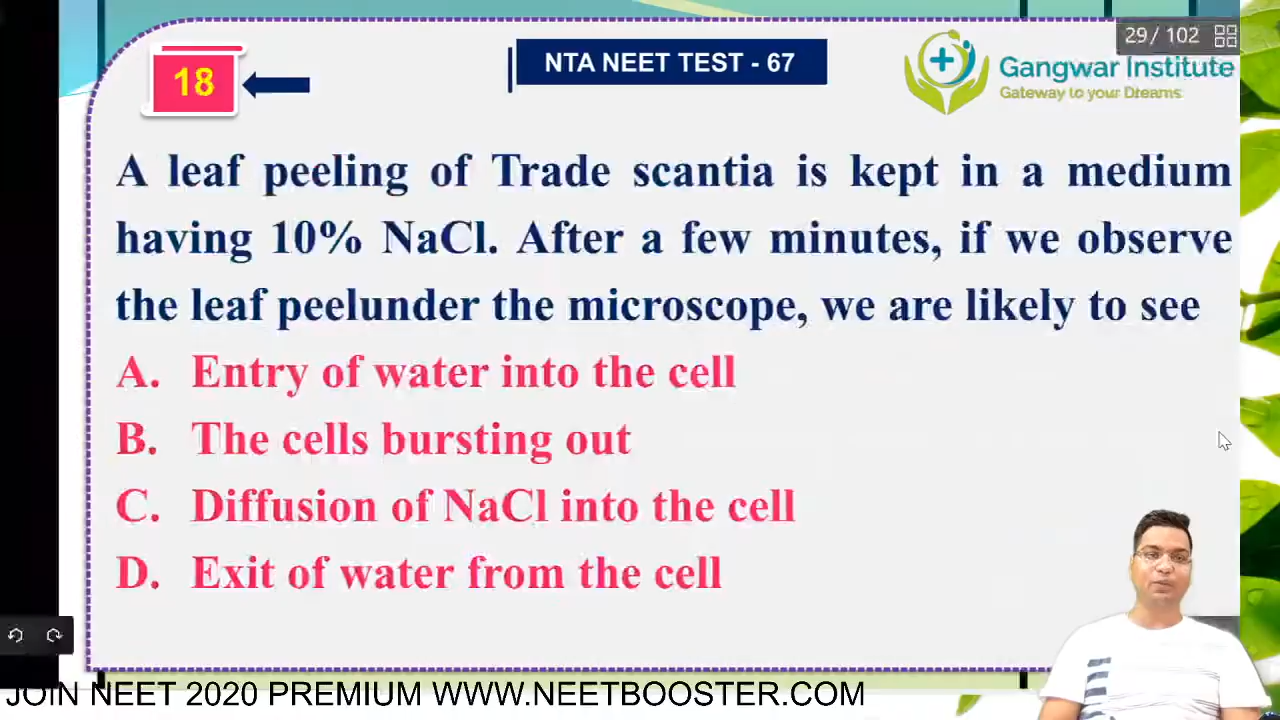 29 / 102
18
NTA NEET TEST - 67
Gangwar Institute
Gateway to your Dreams
A leaf peeling of Trade scantia is kept in a medium
having 10% NaCl. After a few minutes, if we observe
the leaf peelunder the microscope, we are likely to see
A. Entry of water into the cell
B. The cells bursting out
C. Diffusion of NaCl into the cell
D. Exit of water from the cell
JOIN NEET 2020 PREMIUM WWW.NEETBOOSTER.COM